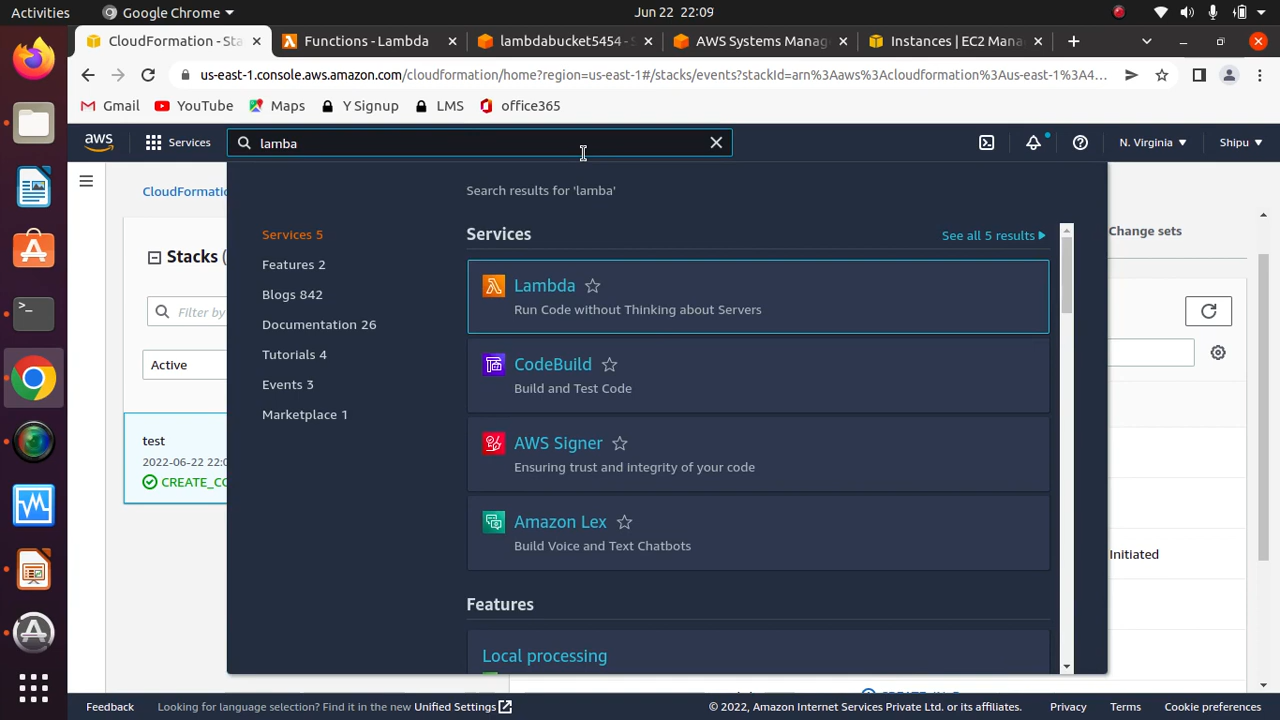 Activities
Google Chrome
Jun 22 22:09
CloudFormation - Sta
Functions - Lambda
lambdabucket5454 - S
AWS Systems Manag
Instances | EC2 Mana
us-east-1.console.aws.amazon.com/cloudformation/home?region=us-east-1#/stacks/events?stackId=arn%3Aaws%3Acloudformation%3Aus-east-1%3A4...
Gmail
YouTube
Maps
Y Signup
LMS
office365
aws
Services
lamba
N. Virginia
Shipu
CloudFormatio
Search results for 'lamba'
Change sets
Services 5
Services
See all 5 results
Stacks (
Features 2
Lambda
Run Code without Thinking about Servers
Blogs 842
Filter by
Documentation 26
Tutorials 4
CodeBuild
Build and Test Code
Active
Events 3
Marketplace 1
test
AWS Signer
Ensuring trust and integrity of your code
2022-06-22 22:0
CREATE_CO
Amazon Lex
Build Voice and Text Chatbots
Initiated
Features
Local processing
Feedback
Looking for language selection? Find it in the new Unified Settings
© 2022, Amazon Internet Services Private Ltd. or its affiliates.
Privacy
Terms
Cookie preferences